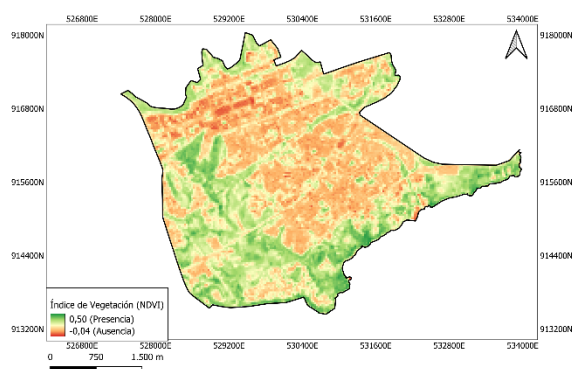 526800E 528000E 529200E 530400E 531600E 532800E 534000E
918000N 918000N
916800N 916800N
915600N 915600N
914400N 914400N
913200N 913200N
Índice de Vegetación (NDVI)
0,50 (Presencia)
-0,04 (Ausencia)
526800E 528000E 529200E 530400E 531600E 532800E 534000E
0 750 1.500 m